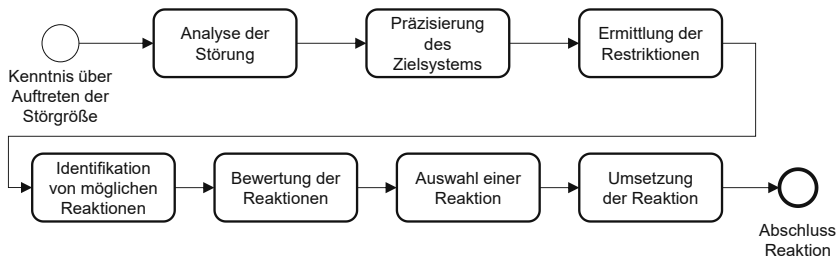 Analyse der
Störung
Präzisierung
des
Zielsystems
Ermittlung der
Restriktionen
Kenntnis über
Auftreten der
Störgröße
Identifikation
von möglichen
Reaktionen
Bewertung der
Reaktionen
Auswahl einer
Reaktion
Umsetzung
der Reaktion
Abschluss
Reaktion